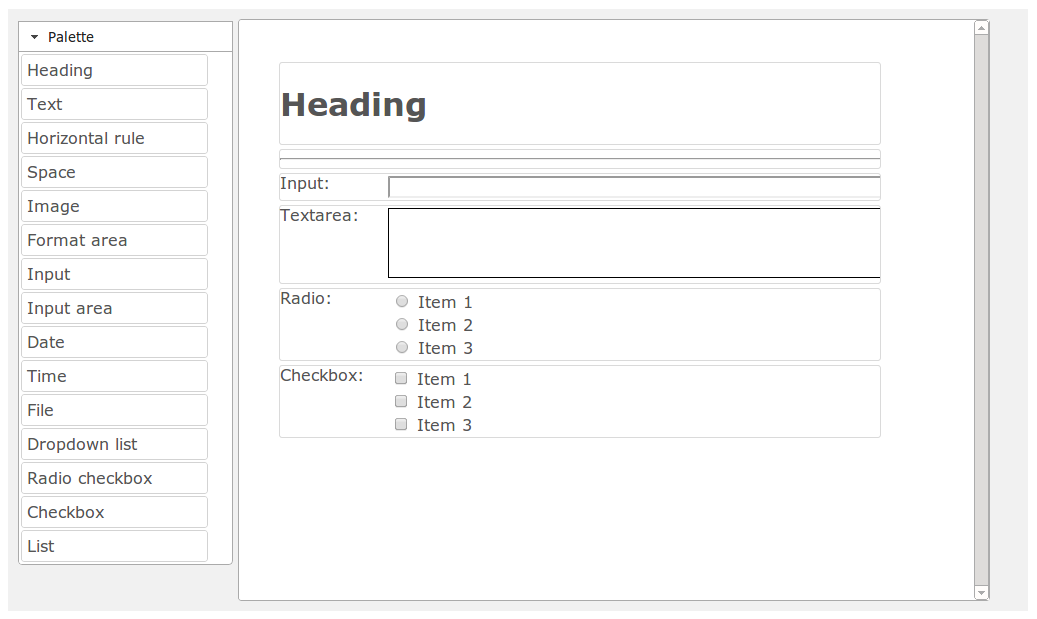 Palette
Heading
Text
Horizontal rule
Space
Image
Format area
Input
Input area
Date
Time
File
Dropdown list
Radio checkbox
Checkbox
List
Heading
Input:
Textarea:
Radio:
Item 1
Item 2
Item 3
Checkbox:
Item 1
Item 2
Item 3